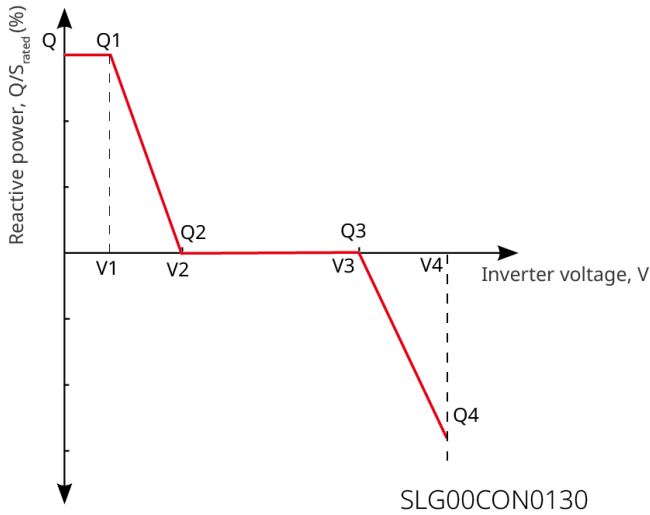 Q
Q1
Reactive power, Q/Srated(%)
Q2
Q3
V1
V2
V3
V4
Inverter voltage, V
Q4
SLG00CON0130